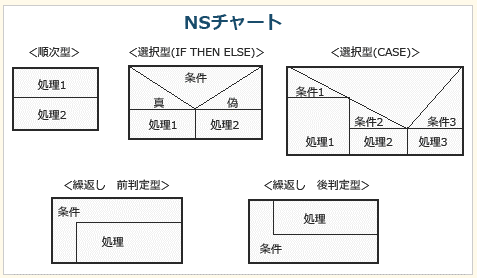 NSチャート
<順次型>
処理1
処理2
<選択型(IF THEN ELSE)>
条件
真 偽
処理1 処理2
<選択型(CASE)>
条件1
条件2 条件3
処理1 処理2 処理3
<繰返し 前判定型>
条件
処理
<繰返し 後判定型>
処理
条件